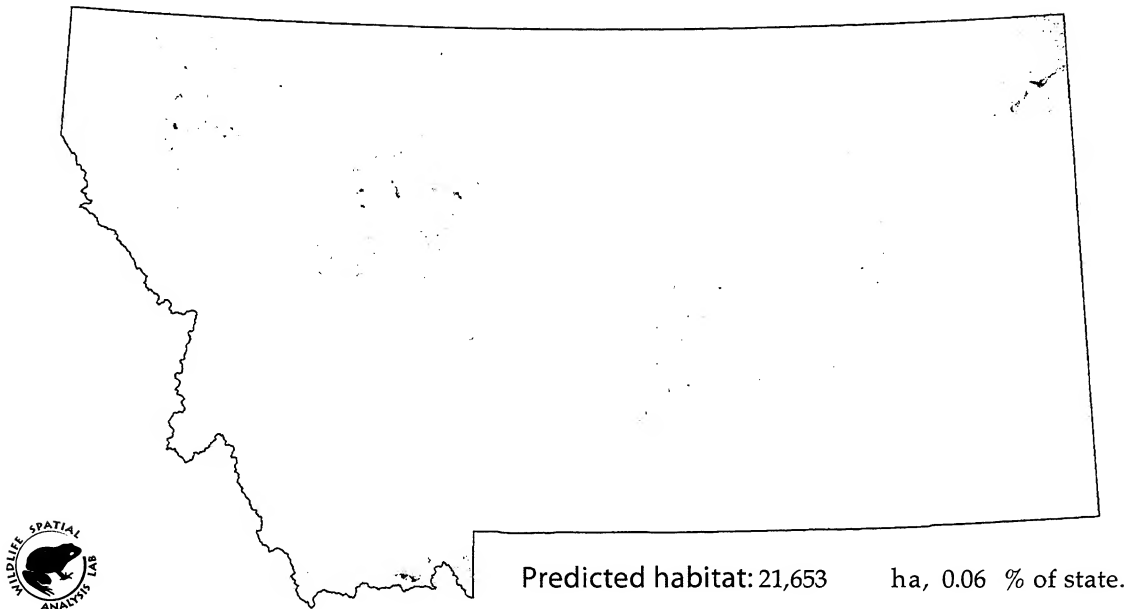 WILDLIFE SPATIAL
ANALYSIS LAB
Predicted habitat: 21,653 ha, 0.06 % of state.